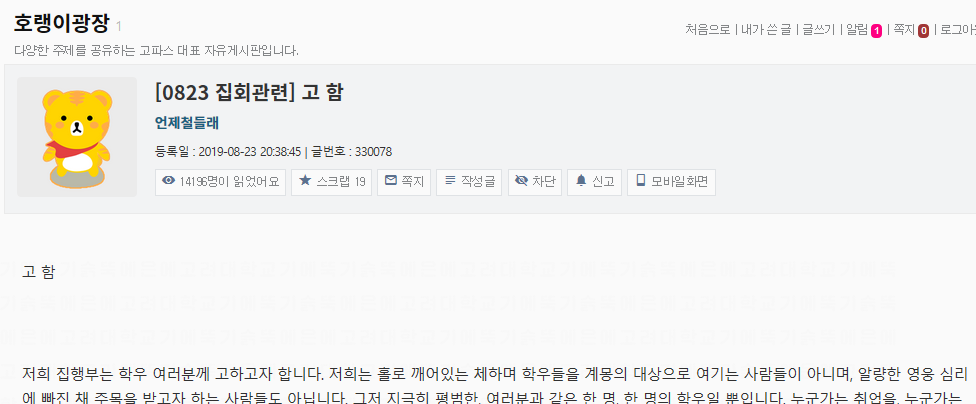 호랭이광장 1
처음으로 | 내가 쓴 글 | 글쓰기 | 알림 1 | 쪽지 0 | 로그아웃
다양한 주제를 공유하는 고파스 대표 자유게시판입니다.
[0823 집회관련] 고 함
언제철들래
등록일 : 2019-08-23 20:38:45 | 글번호 : 330078
14196명이 읽었어요 스크랩 19 쪽지 작성글 차단 신고 모바일화면
고 함
저희 집행부는 학우 여러분께 고하고자 합니다. 저희는 홀로 깨어있는 체하며 학우들을 계몽의 대상으로 여기는 사람들이 아니며, 알량한 영웅 심리
에 빠진 채 주목을 받고자 하는 사람들도 아닙니다. 그저 지극히 평범한, 여러분과 같은 한 명, 한 명의 학우일 뿐입니다. 누군가는 취업을, 누군가는